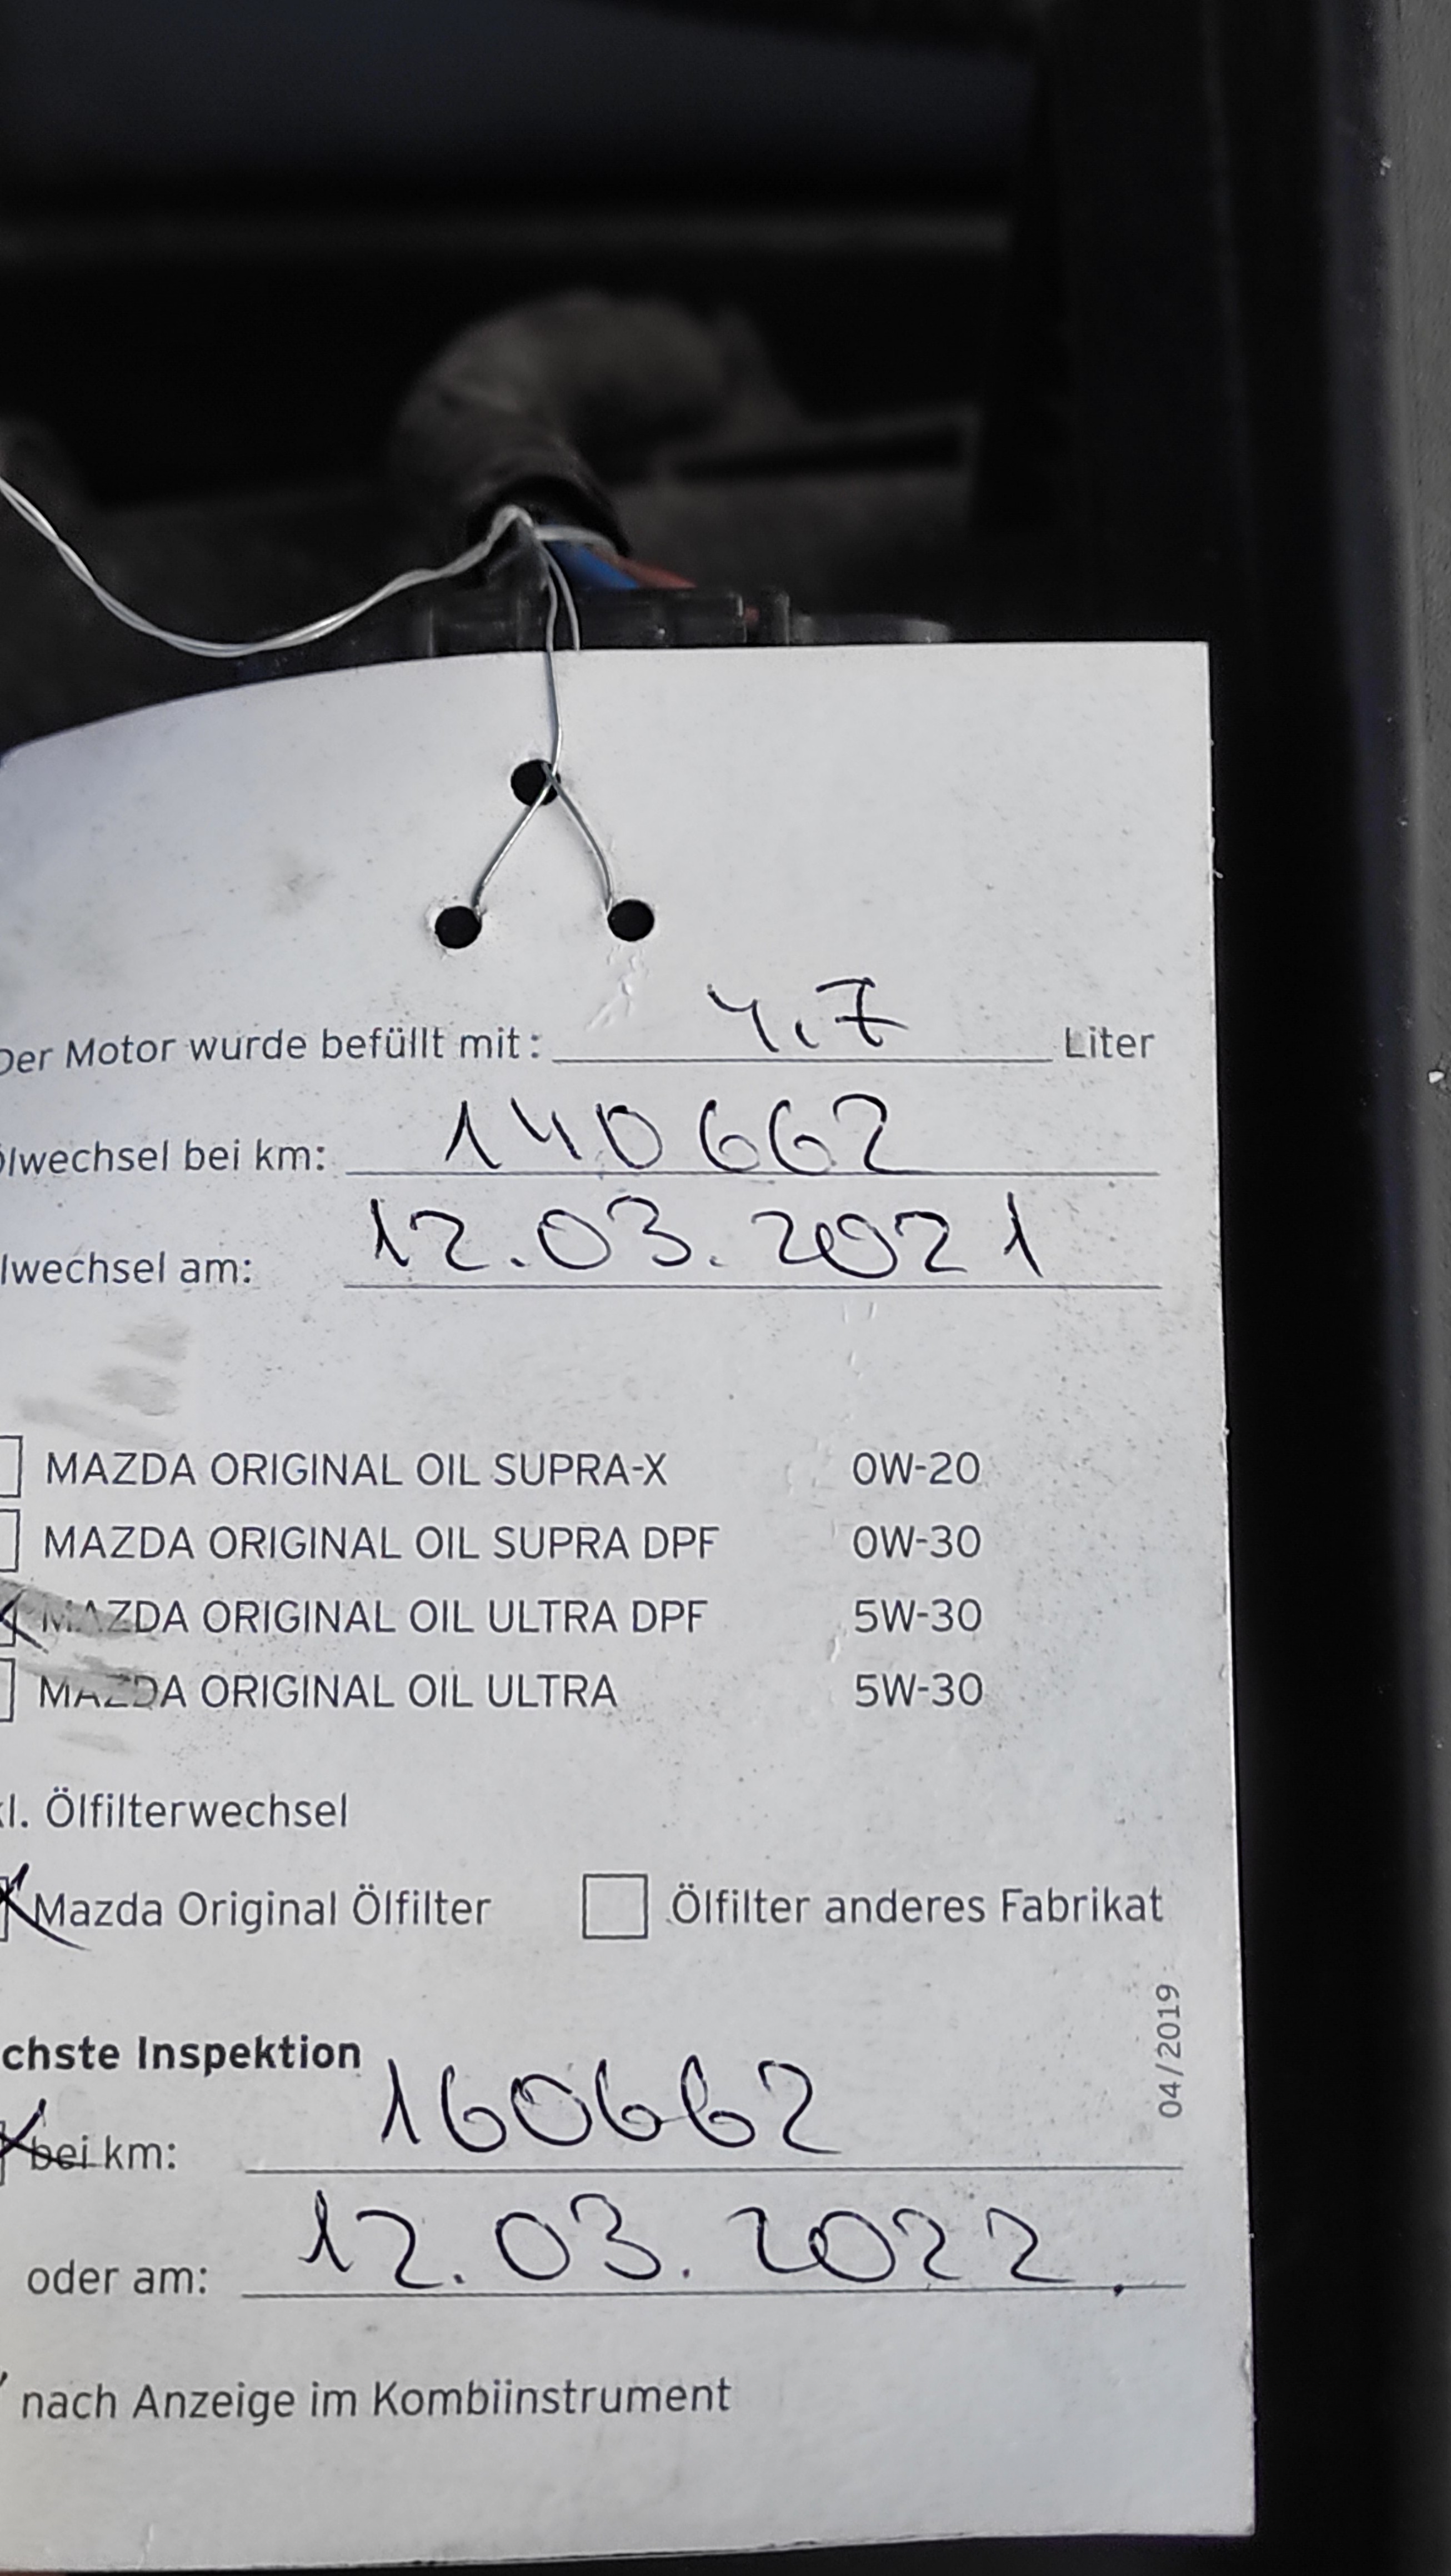 Der Motor wurde befüllt mit: 4,7 Liter
Ölwechsel bei km: 140662
lwechsel am: 12.03.2021
MAZDA ORIGINAL OIL SUPRA-X 0W-20
MAZDA ORIGINAL OIL SUPRA DPF 0W-30
MAZDA ORIGINAL OIL ULTRA DPF 5W-30
MAZDA ORIGINAL OIL ULTRA 5W-30
kl. Ölfilterwechsel
Mazda Original Ölfilter Ölfilter anderes Fabrikat
04/2019
chste Inspektion
bei km: 160662
oder am: 12.03.2022.
nach Anzeige im Kombiinstrument